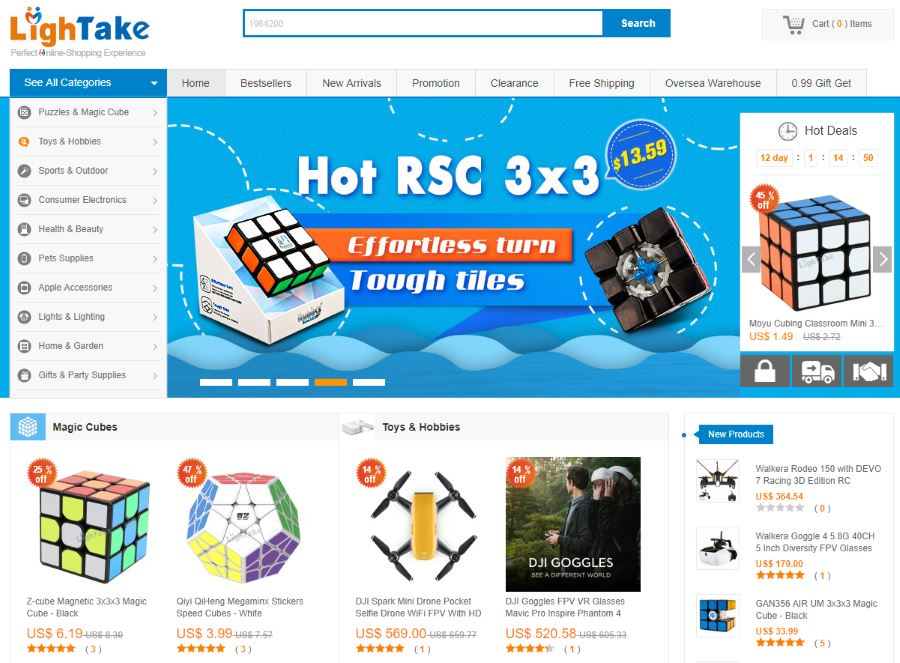 LighTake
Perfect Online-Shopping Experience
1964200
Search
Cart ( 0 ) Items
See All Categories
Home
Bestsellers
New Arrivals
Promotion
Clearance
Free Shipping
Oversea Warehouse
0.99 Gift Get
Puzzles & Magic Cube
Toys & Hobbies
Sports & Outdoor
Consumer Electronics
Health & Beauty
Pets Supplies
Apple Accessories
Lights & Lighting
Home & Garden
Gifts & Party Supplies
Hot RSC 3x3
$13.59
Effortless turn
Tough tiles
Effortless turn
Tough tiles
Rubik's
Hot Deals
12 day : 1 : 14 : 50
45 %
off
LighTake
Moyu Cubing Classroom Mini 3...
US$ 1.49 US$ 2.72
Magic Cubes
25 %
off
LighTake
Z-cube Magnetic 3x3x3 Magic
Cube - Black
US$ 6.19 US$ 8.30
( 3 )
47 %
off
LighTake
Qiyi QiHeng Megaminx Stickers
Speed Cubes - White
US$ 3.99 US$ 7.57
( 3 )
Toys & Hobbies
14 %
off
DJI Spark Mini Drone Pocket
Selfie Drone WiFi FPV With HD
US$ 569.00 US$ 659.77
( 1 )
14 %
off
DJI GOGGLES
SEE A DIFFERENT WORLD
DJI Goggles FPV VR Glasses
Mavic Pro Inspire Phantom 4
US$ 520.58 US$ 605.33
( 1 )
New Products
Walkera Rodeo 150 with DEVO
7 Racing 3D Edition RC
US$ 364.54
( 0 )
Walkera Goggle 4 5.8G 40CH
5 Inch Diversity FPV Glasses
US$ 179.00
( 1 )
GAN356 AIR UM 3x3x3 Magic
Cube - Black
US$ 33.99
( 5 )